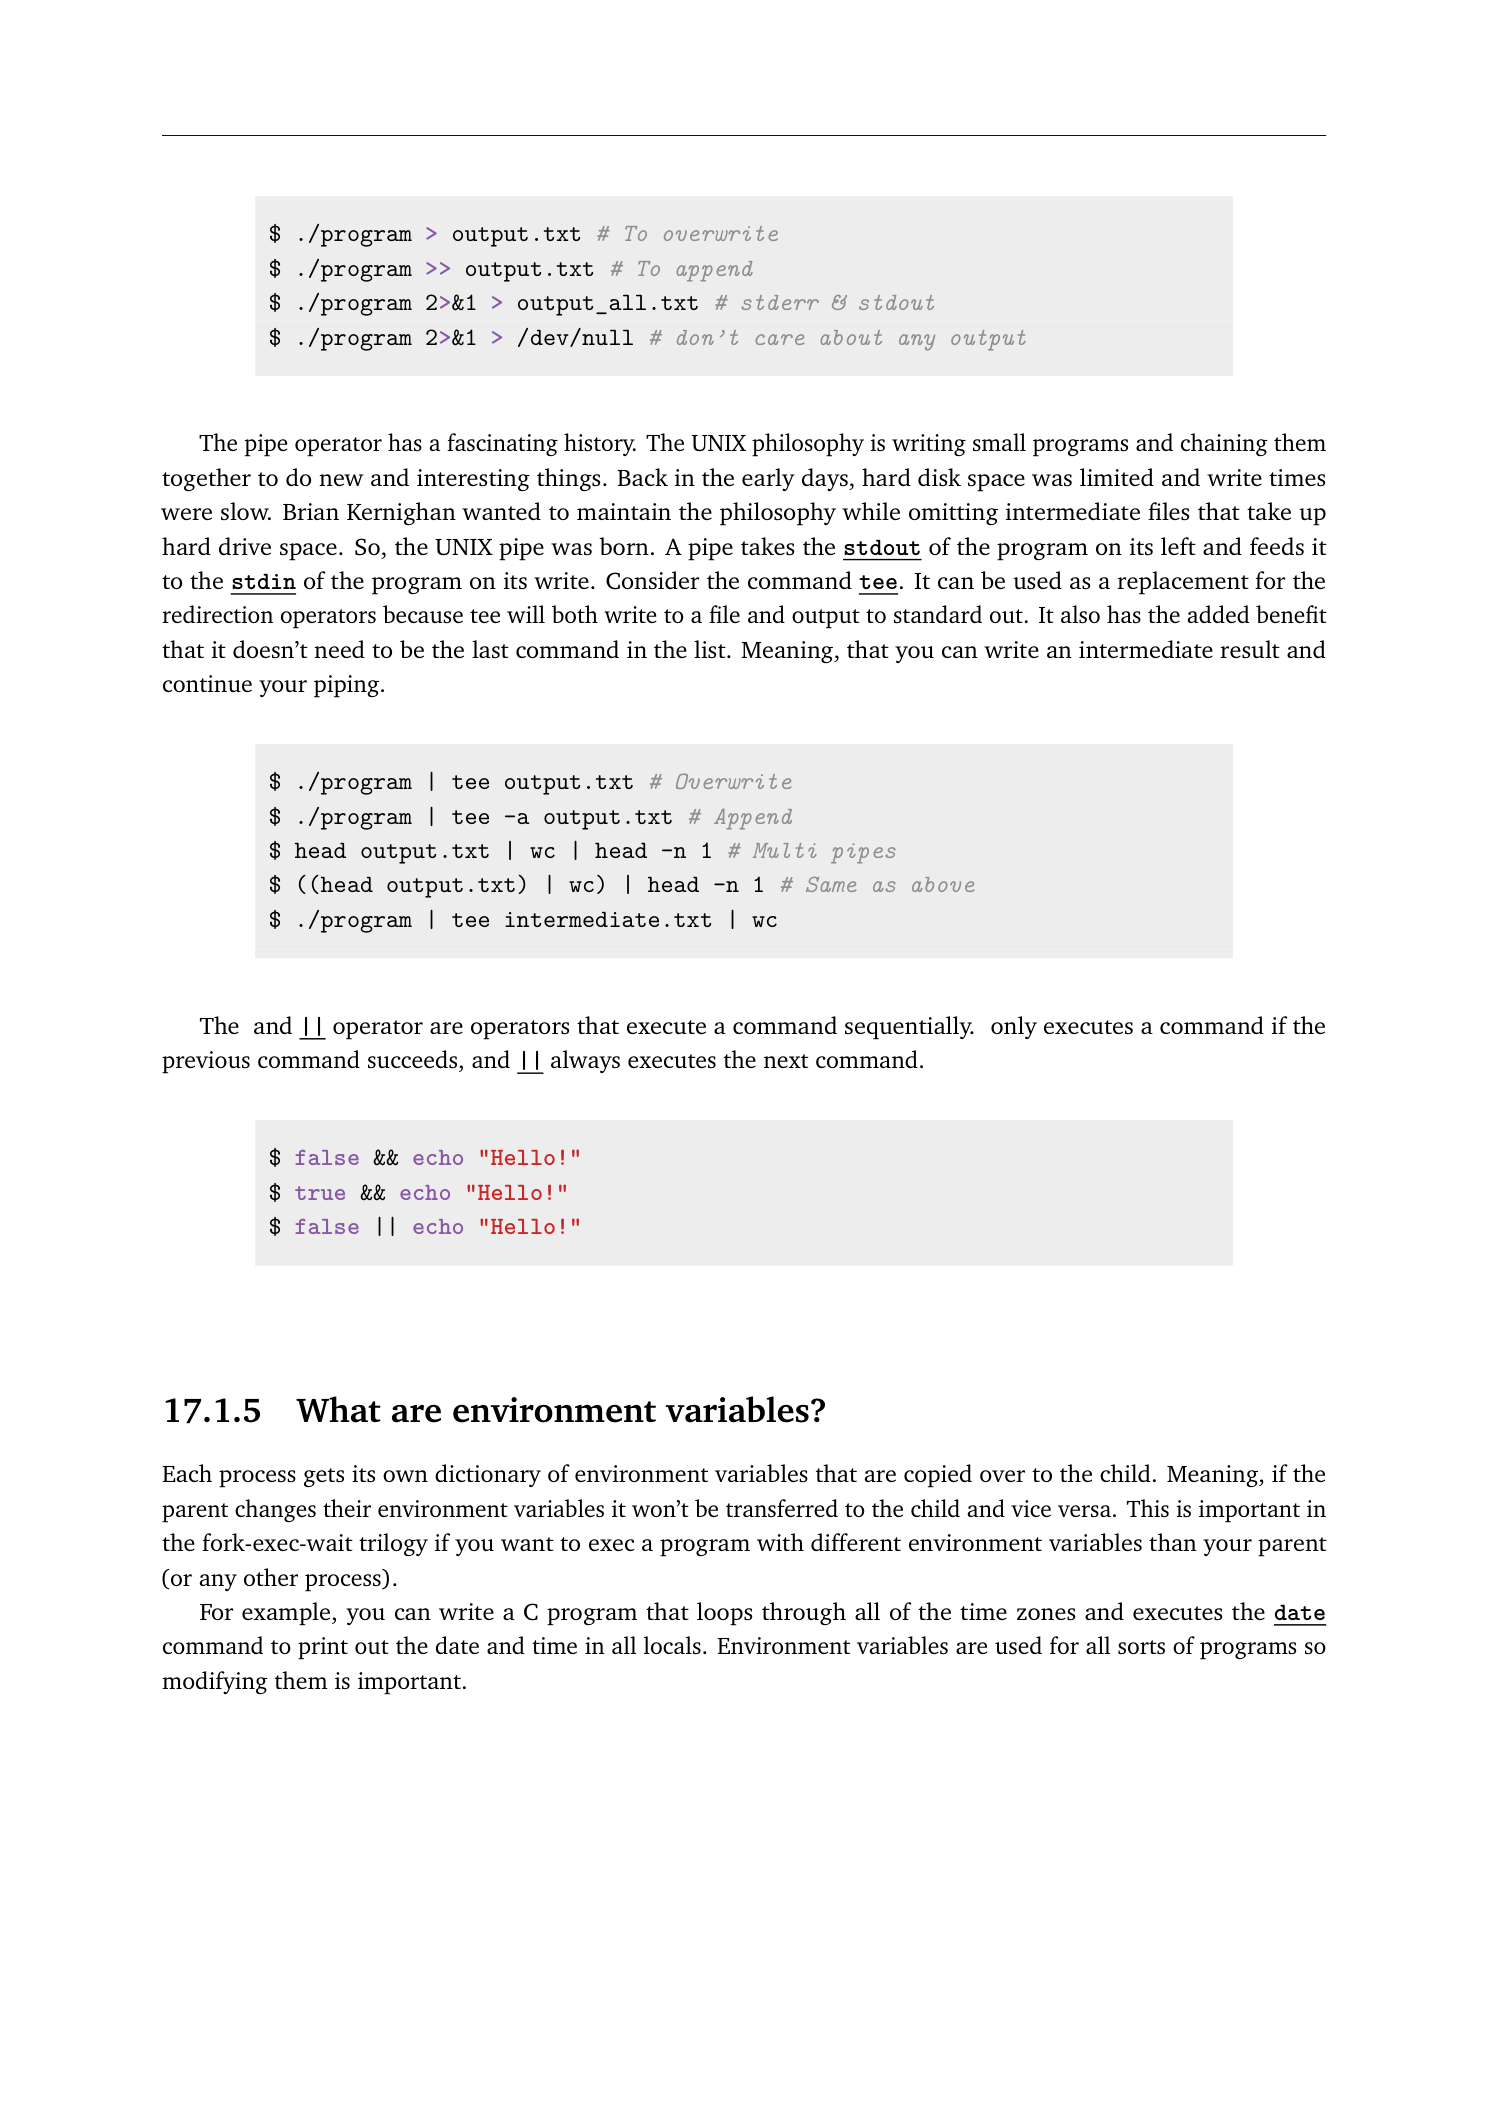 $ ./program > output.txt # To overwrite
$ ./program >> output.txt # To append
$ ./program 2>&1 > output_all.txt # stderr & stdout
$ ./program 2>&1 > /dev/null # don't care about any output
The pipe operator has a fascinating history. The UNIX philosophy is writing small programs and chaining them
together to do new and interesting things. Back in the early days, hard disk space was limited and write times
were slow. Brian Kernighan wanted to maintain the philosophy while omitting intermediate files that take up
hard drive space. So, the UNIX pipe was born. A pipe takes the stdout of the program on its left and feeds it
to the stdin of the program on its write. Consider the command tee. It can be used as a replacement for the
redirection operators because tee will both write to a file and output to standard out. It also has the added benefit
that it doesn't need to be the last command in the list. Meaning, that you can write an intermediate result and
continue your piping.
$ ./program | tee output.txt # Overwrite
$ ./program | tee -a output.txt # Append
$ head output.txt | wc | head -n 1 # Multi pipes
$ ((head output.txt) | wc) | head -n 1 # Same as above
$ ./program | tee intermediate.txt | wc
The and || operator are operators that execute a command sequentially. only executes a command if the
previous command succeeds, and || always executes the next command.
$ false && echo "Hello!"
$ true && echo "Hello!"
$ false || echo "Hello!"
17.1.5 What are environment variables?
Each process gets its own dictionary of environment variables that are copied over to the child. Meaning, if the
parent changes their environment variables it won't be transferred to the child and vice versa. This is important in
the fork-exec-wait trilogy if you want to exec a program with different environment variables than your parent
(or any other process).
For example, you can write a C program that loops through all of the time zones and executes the date
command to print out the date and time in all locals. Environment variables are used for all sorts of programs so
modifying them is important.